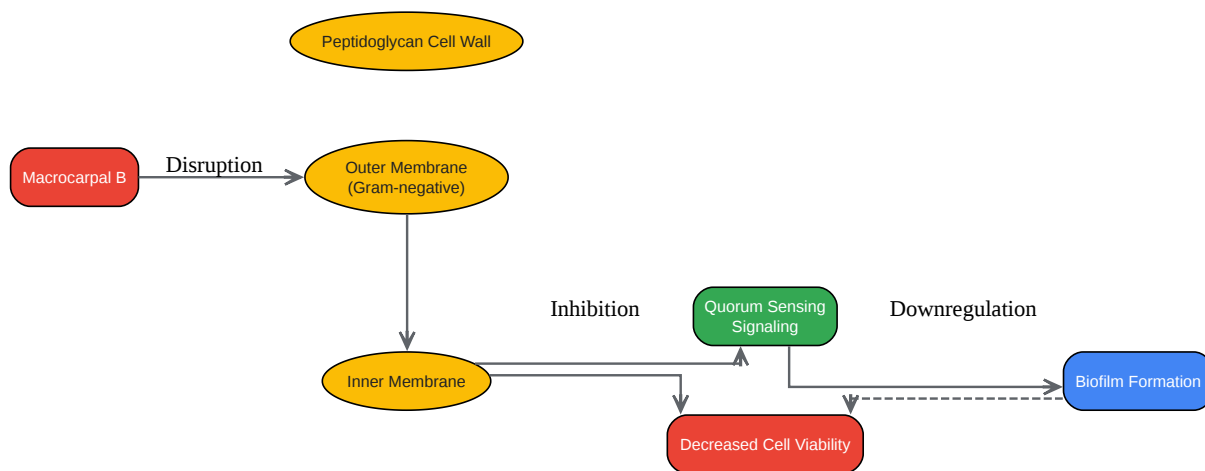 Peptidoglycan Cell Wall
Macrocarpal B
Disruption
Outer Membrane
(Gram-negative)
Inhibition
Quorum Sensing
Signaling
Downregulation
Inner Membrane
Biofilm Formation
Decreased Cell Viability